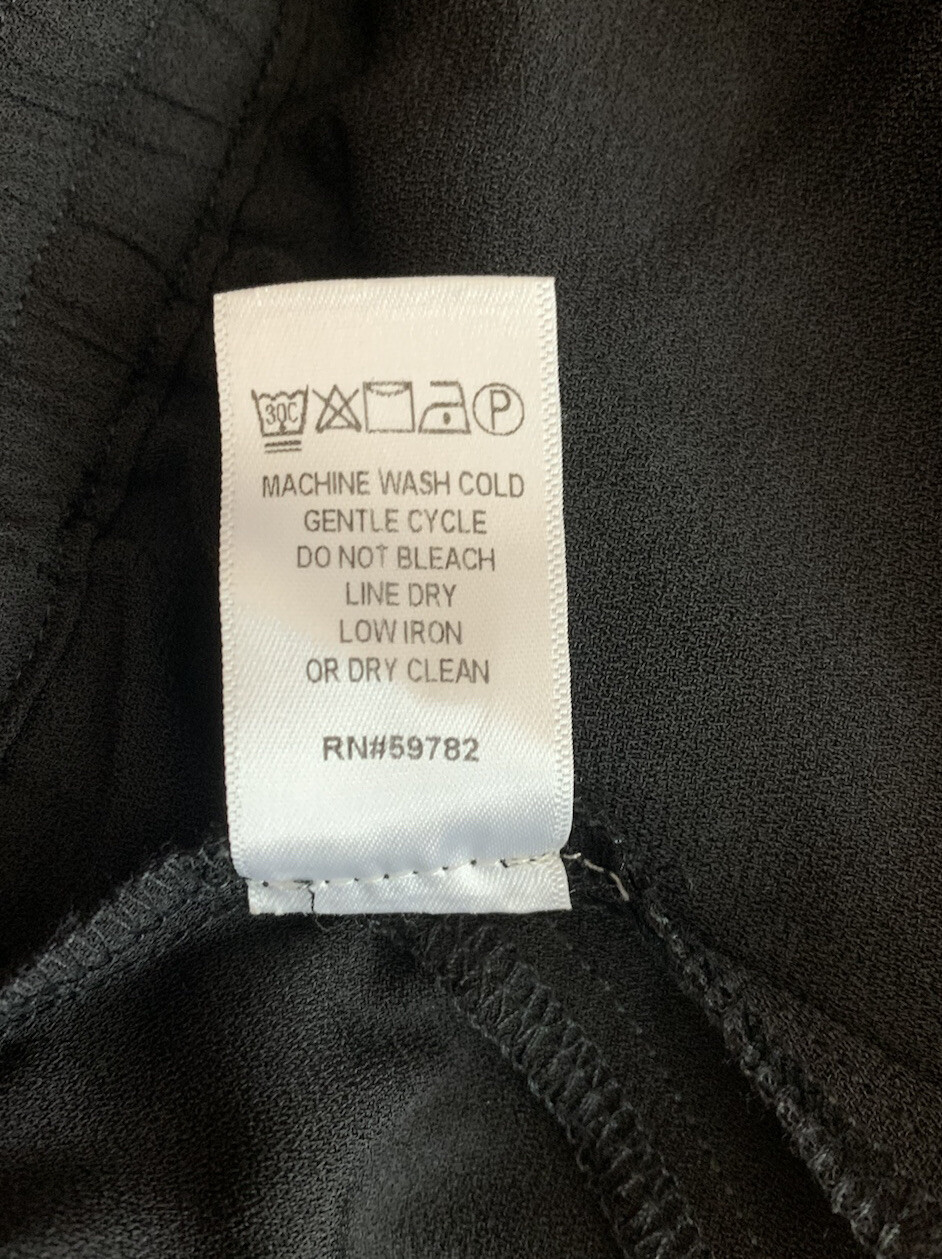 30C P
MACHINE WASH COLD
GENTLE CYCLE
DO NOT BLEACH
LINE DRY
LOW IRON
OR DRY CLEAN
RN#59782